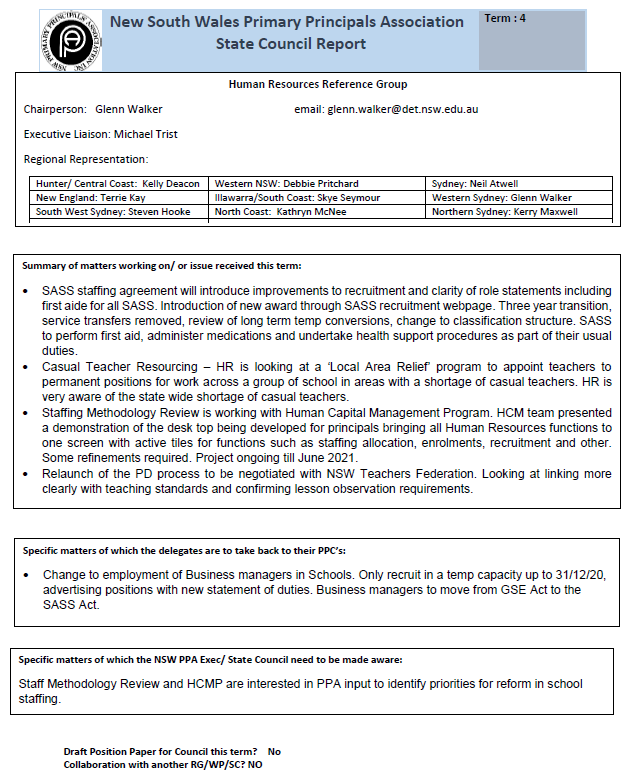 New South Wales Primary Principals Association
State Council Report
Term : 4
NSW PRIMARY PRINCIPALS ASSOCIATION INC
PPA
Human Resources Reference Group
Chairperson: Glenn Walker email: glenn.walker@det.nsw.edu.au
Executive Liaison: Michael Trist
Regional Representation:
Hunter/ Central Coast: Kelly Deacon Western NSW: Debbie Pritchard Sydney: Neil Atwell
New England: Terrie Kay Illawarra/South Coast: Skye Seymour Western Sydney: Glenn Walker
South West Sydney: Steven Hooke North Coast: Kathryn McNee Northern Sydney: Kerry Maxwell
Summary of matters working on/ or issue received this term:
• SASS staffing agreement will introduce improvements to recruitment and clarity of role statements including
first aide for all SASS. Introduction of new award through SASS recruitment webpage. Three year transition,
service transfers removed, review of long term temp conversions, change to classification structure. SASS
to perform first aid, administer medications and undertake health support procedures as part of their usual
duties.
• Casual Teacher Resourcing – HR is looking at a ‘Local Area Relief’ program to appoint teachers to
permanent positions for work across a group of school in areas with a shortage of casual teachers. HR is
very aware of the state wide shortage of casual teachers.
• Staffing Methodology Review is working with Human Capital Management Program. HCM team presented
a demonstration of the desk top being developed for principals bringing all Human Resources functions to
one screen with active tiles for functions such as staffing allocation, enrolments, recruitment and other.
Some refinements required. Project ongoing till June 2021.
• Relaunch of the PD process to be negotiated with NSW Teachers Federation. Looking at linking more
clearly with teaching standards and confirming lesson observation requirements.
Specific matters of which the delegates are to take back to their PPC’s:
• Change to employment of Business managers in Schools. Only recruit in a temp capacity up to 31/12/20,
advertising positions with new statement of duties. Business managers to move from GSE Act to the
SASS Act.
Specific matters of which the NSW PPA Exec/ State Council need to be made aware:
Staff Methodology Review and HCMP are interested in PPA input to identify priorities for reform in school
staffing.
Draft Position Paper for Council this term? No
Collaboration with another RG/WP/SC? NO